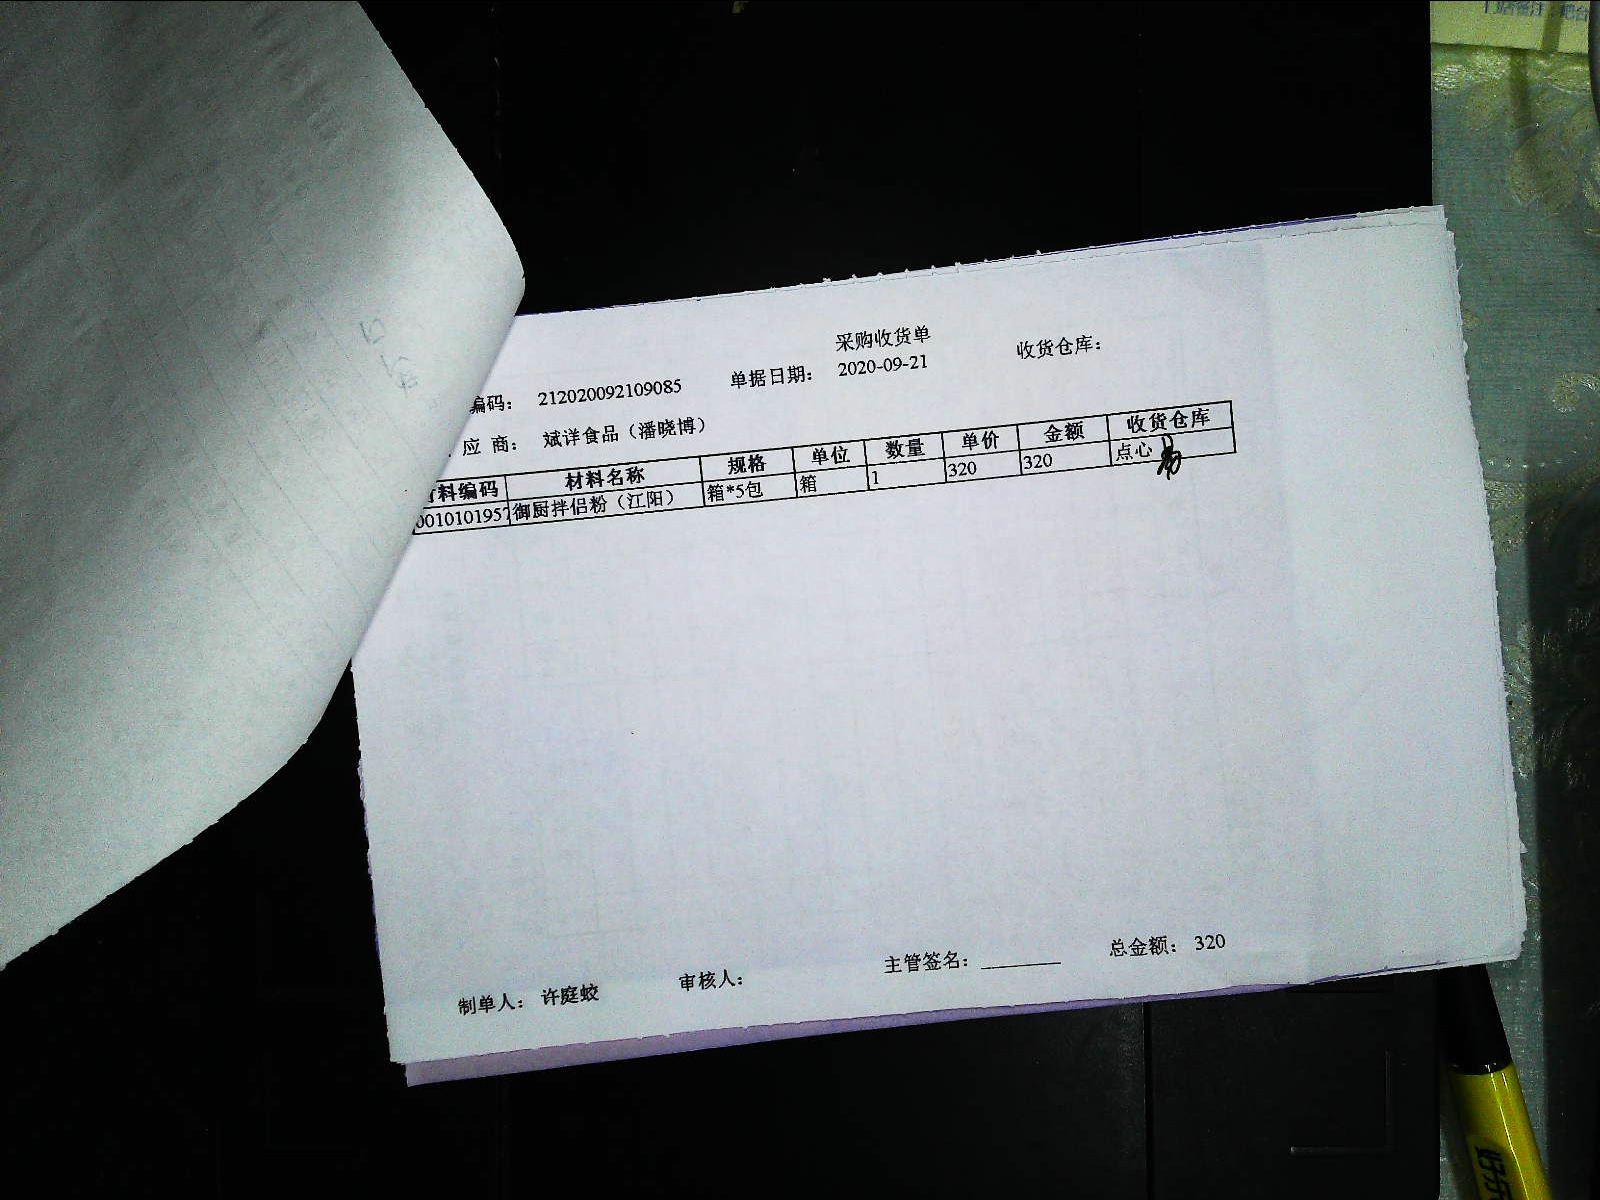 采购收货单
编码： 212020092109085 单据日期： 2020-09-21 收货仓库：
应 商： 斌洋食品（潘晓博）
料编码 材料名称 规格 单位 数量 单价 金额 收货仓库
0010101957 御厨拌侣粉（江阳） 箱*5包 箱 1 320 320 点心
制单人： 许庭蛟 审核人： 主管签名： ________ 总金额： 320